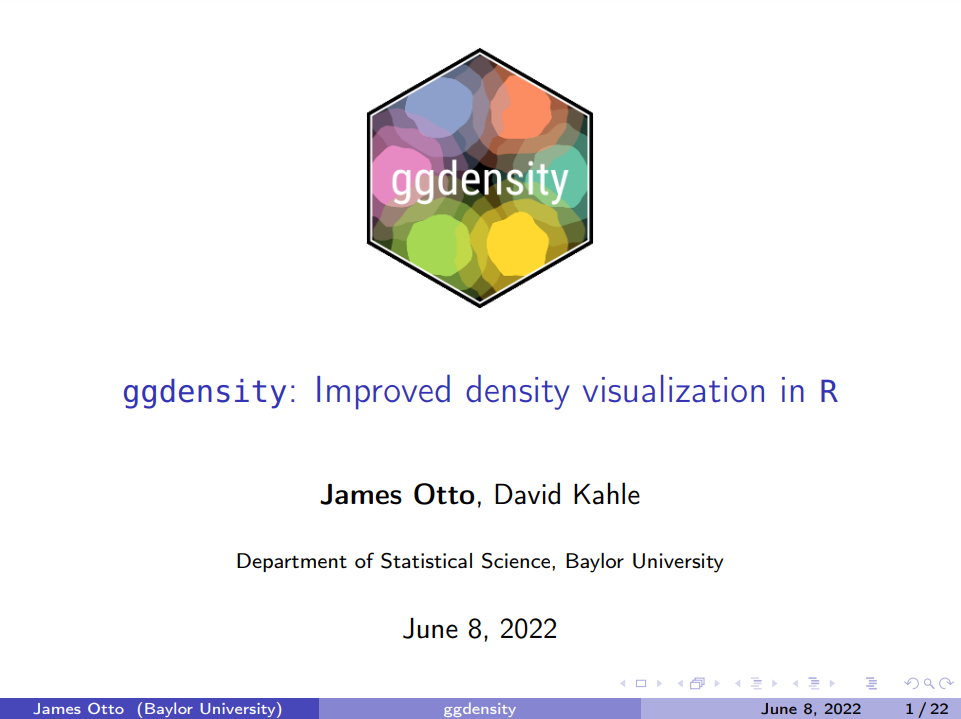 ggdensity
ggdensity: Improved density visualization in R
James Otto, David Kahle
Department of Statistical Science, Baylor University
June 8, 2022
James Otto (Baylor University)
ggdensity
June 8, 2022
1 / 22